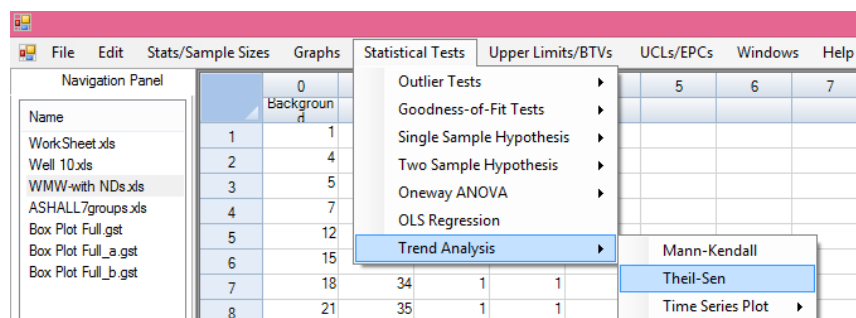 File Edit Stats/Sample Sizes Graphs Statistical Tests Upper Limits/BTVs UCLs/EPCs Windows Help
Navigation Panel
Name
WorkSheet.xls
Well 10.xls
WMW-with NDs.xls
ASHALL7groups.xls
Box Plot Full.gst
Box Plot Full_a.gst
Box Plot Full_b.gst
0 5 6 7
Backgroun
d
1 1
2 4
3 5
4 7
5 12
6 15
7 18 34 1 1
8 21 35 1 1
Outlier Tests
Goodness-of-Fit Tests
Single Sample Hypothesis
Two Sample Hypothesis
Oneway ANOVA
OLS Regression
Trend Analysis
Mann-Kendall
Theil-Sen
Time Series Plot